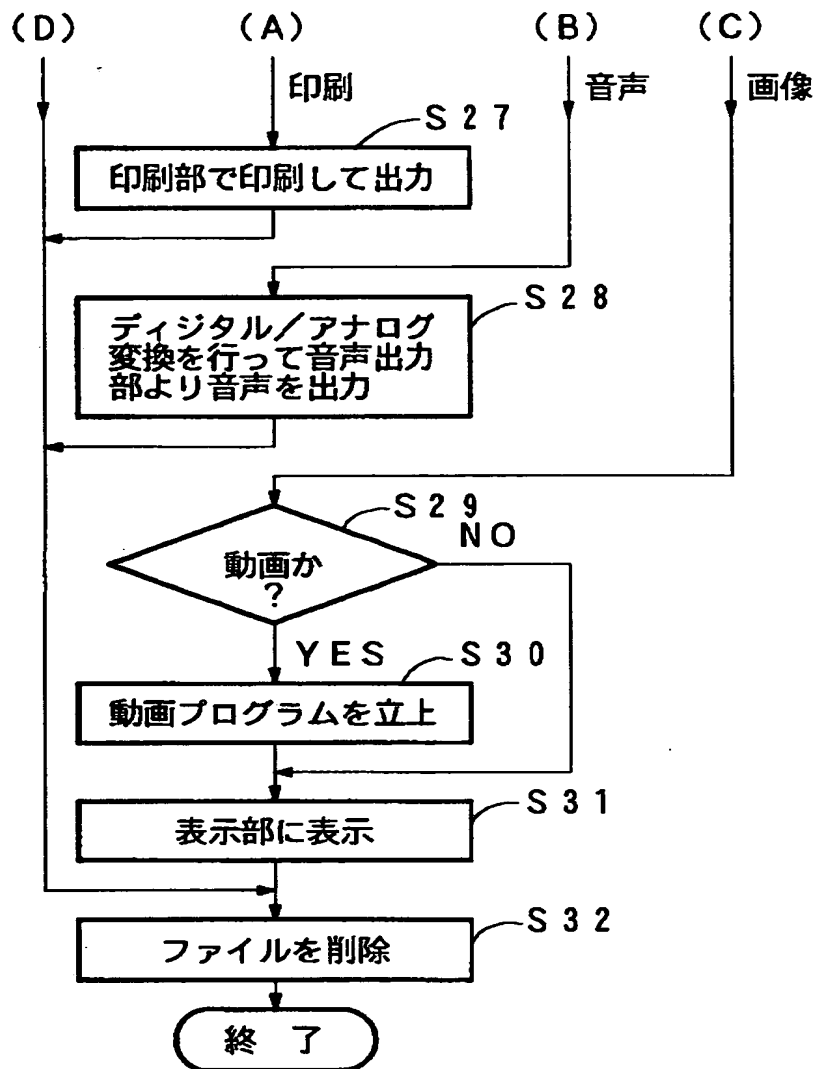 (D) (A) (B) (C)
印刷 音声 画像
S27
印刷部で印刷して出力
S28
ディジタル／アナログ
変換を行って音声出力
部より音声を出力
S29
NO
動画か
?
YES S30
動画プログラムを立上
S31
表示部に表示
S32
ファイルを削除
終 了